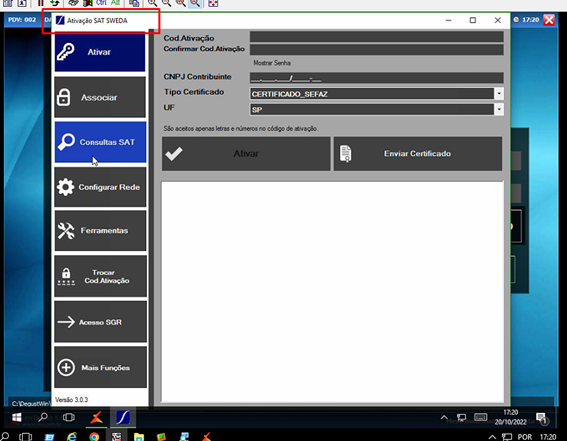 Ctrl Alt
PDV: 002
Ativação SAT SWEDA
17:20
Ativar
Associar
Consultas SAT
Configurar Rede
Ferramentas
Trocar
Cod.Ativação
Acesso SGR
Mais Funções
Versão 3.0.3
Cod.Ativação
Confirmar Cod.Ativação
Mostrar Senha
CNPJ Contribuinte
__.___.___/____-__
Tipo Certificado
CERTIFICADO_SEFAZ
UF
SP
São aceitos apenas letras e números no código de ativação.
Ativar
Enviar Certificado
C:\DegustWin
17:20
20/10/2022
POR 17:20